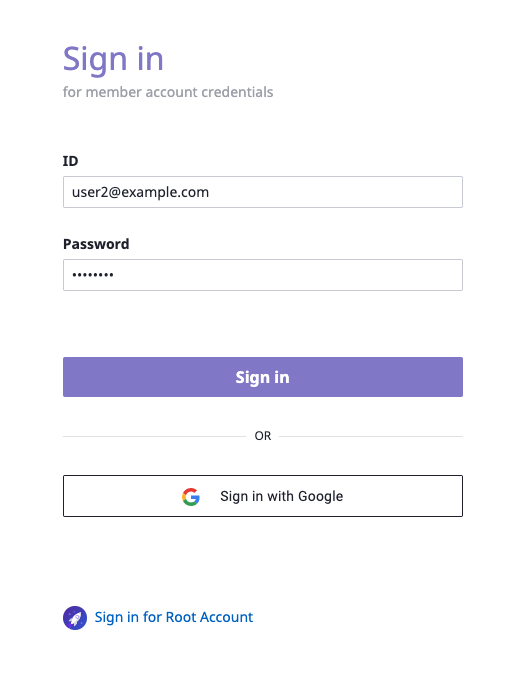 Sign in
for member account credentials
ID
user2@example.com
Password
••••••••
Sign in
OR
Sign in with Google
Sign in for Root Account